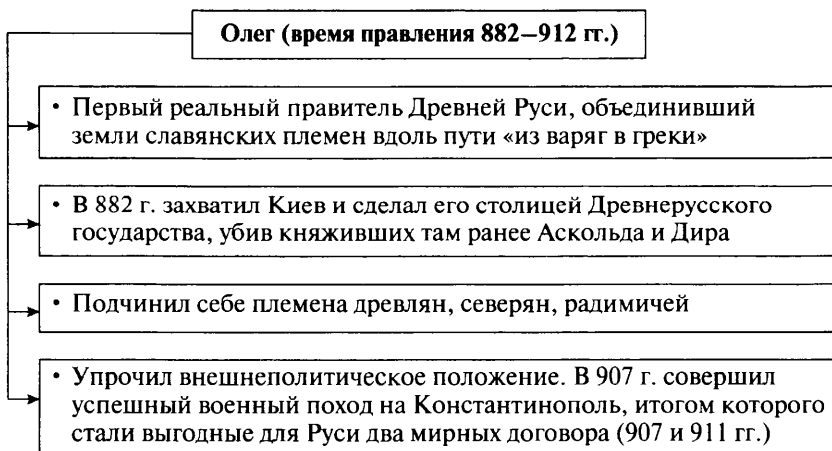 Олег (время правления 882–912 гг.)
• Первый реальный правитель Древней Руси, объединивший
земли славянских племен вдоль пути «из варяг в греки»
• В 882 г. захватил Киев и сделал его столицей Древнерусского
государства, убив княживших там ранее Аскольда и Дира
• Подчинил себе племена древлян, северян, радимичей
• Упрочил внешнеполитическое положение. В 907 г. совершил
успешный военный поход на Константинополь, итогом которого
стали выгодные для Руси два мирных договора (907 и 911 гг.)